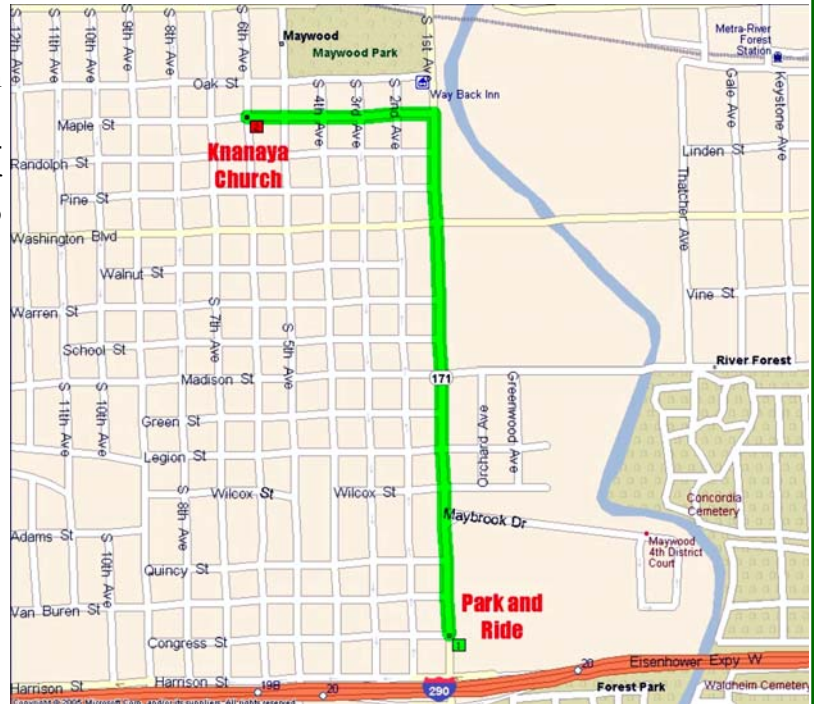 S 12th Ave
S 11th Ave
S 10th Ave
S 9th Ave
S 8th Ave
S 6th Ave
Maywood
Maywood Park
S 1st Ave
Metra-River
Forest
Station
Oak St
Way Back Inn
Gale Ave
Keystone Ave
Maple St
S 4th Ave
S 3rd Ave
S 2nd Ave
Knanaya
Church
Randolph St
Linden St
Thatcher Ave
Pine St
Washington Blvd
Walnut St
Vine St
Warren St
S 7th Ave
School St
S 5th Ave
River Forest
Madison St
171
S 11th Ave
S 10th Ave
Orchard Ave
Greenwood Ave
Green St
Legion St
Wilcox St
Wilcox St
S 8th Ave
Concordia
Cemetery
Maybrook Dr
Adams St
Maywood
4th District
Court
S 10th Ave
Quincy St
Park and
Ride
Van Buren St
Congress St
Eisenhower Expy W
20
Harrison St
Harrison St
19B
20
290
Forest Park
Waldheim Cemetery